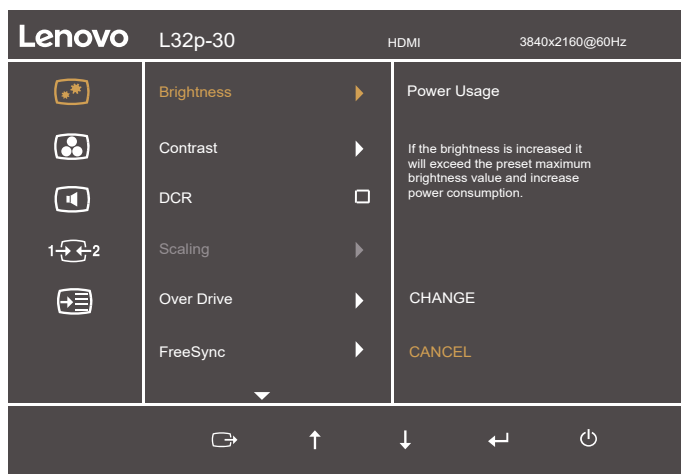 Lenovo L32p-30 HDMI 3840x2160@60Hz
Brightness
Contrast
DCR
Scaling
Over Drive
FreeSync
1 2
Power Usage
If the brightness is increased it
will exceed the preset maximum
brightness value and increase
power consumption.
CHANGE
CANCEL